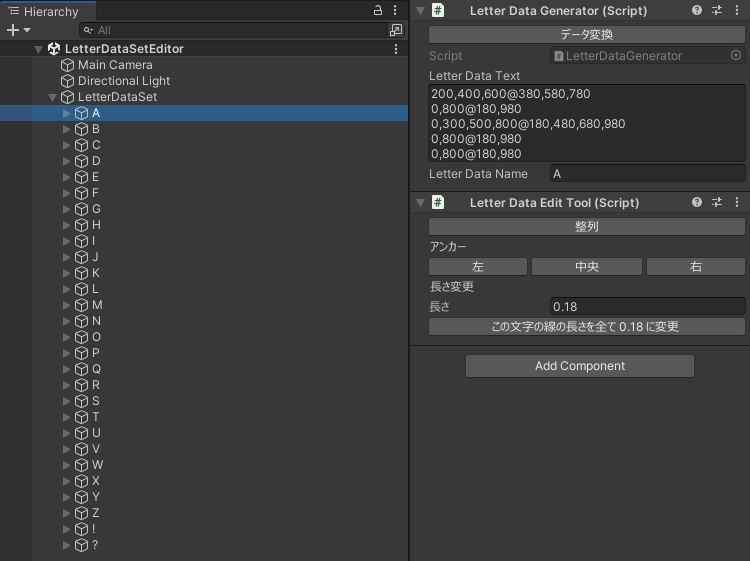 Hierarchy
All
LetterDataSetEditor
Main Camera
Directional Light
LetterDataSet
A
B
C
D
E
F
G
H
I
J
K
L
M
N
O
P
Q
R
S
T
U
V
W
X
Y
Z
!
?
Letter Data Generator (Script)
データ変換
Script
LetterDataGenerator
Letter Data Text
200,400,600@380,580,780
0,800@180,980
0,300,500,800@180,480,680,980
0,800@180,980
0,800@180,980
Letter Data Name
A
Letter Data Edit Tool (Script)
整列
アンカー
左
中央
右
長さ変更
長さ
0.18
この文字の線の長さを全て 0.18 に変更
Add Component